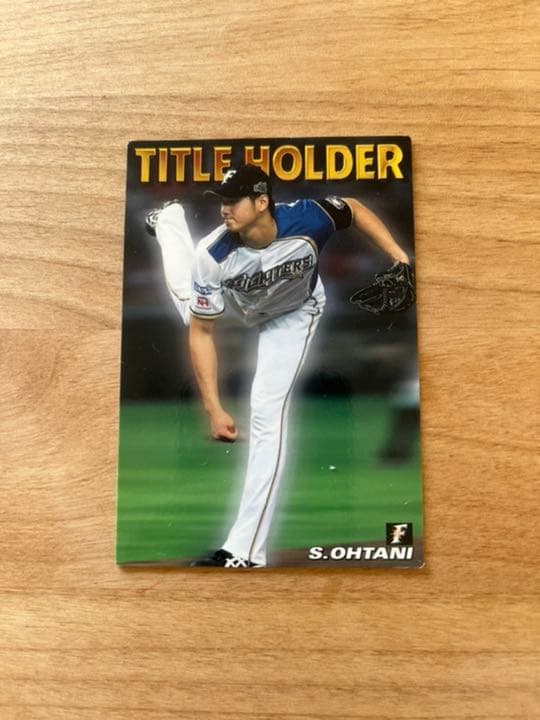 TITLE HOLDER
F
FIGHTERS
F
S.OHTANI